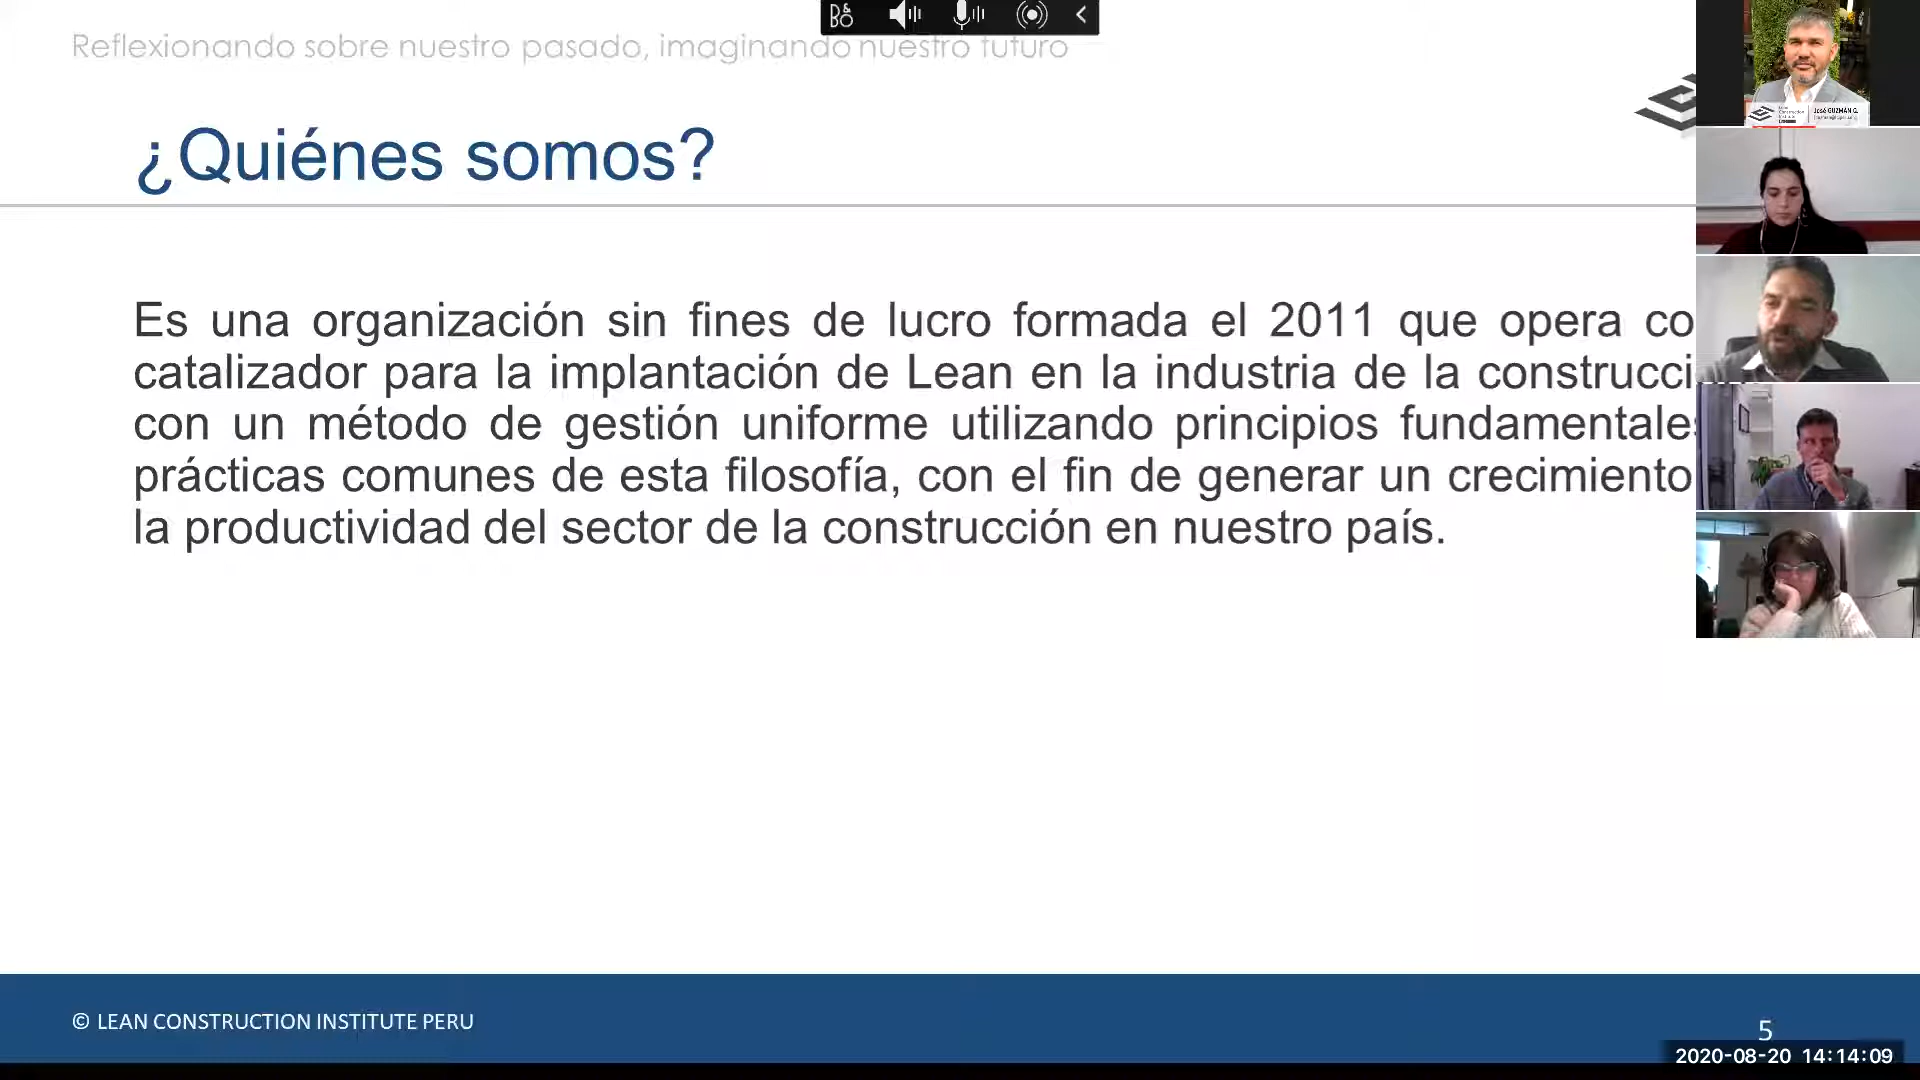 Reflexionando sobre nuestro pasado, imaginando nuestro futuro
B&O
¿Quiénes somos?
José GUZMÁN G.
Es una organización sin fines de lucro formada el 2011 que opera co
catalizador para la implantación de Lean en la industria de la construcci
con un método de gestión uniforme utilizando principios fundamentales
prácticas comunes de esta filosofía, con el fin de generar un crecimiento
la productividad del sector de la construcción en nuestro país.
© LEAN CONSTRUCTION INSTITUTE PERU
5
2020-08-20 14:14:09